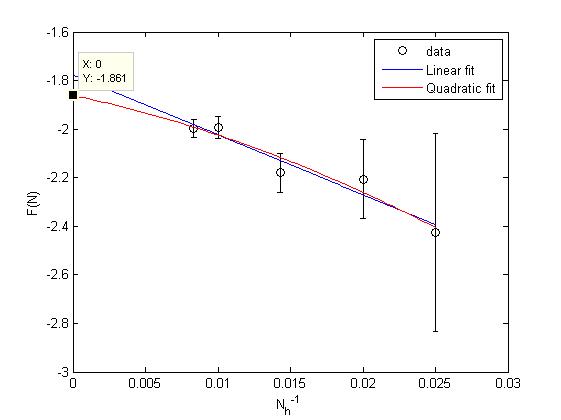 -1.6
-1.8
-2
-2.2
-2.4
-2.6
-2.8
-3
F(N)
X: 0
Y: -1.861
data
Linear fit
Quadratic fit
0 0.005 0.01 0.015 0.02 0.025 0.03
N_h^-1